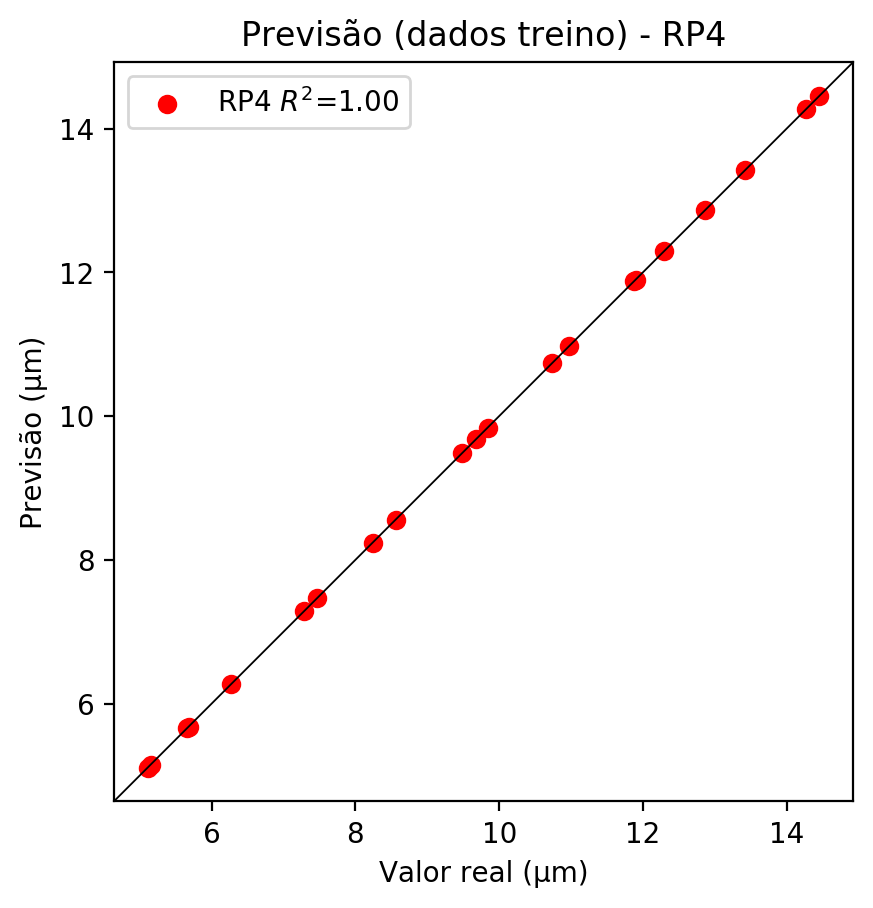 Previsão (dados treino) - RP4
RP4 R²=1.00
Previsão (µm)
14
12
10
8
6
6 8 10 12 14
Valor real (µm)